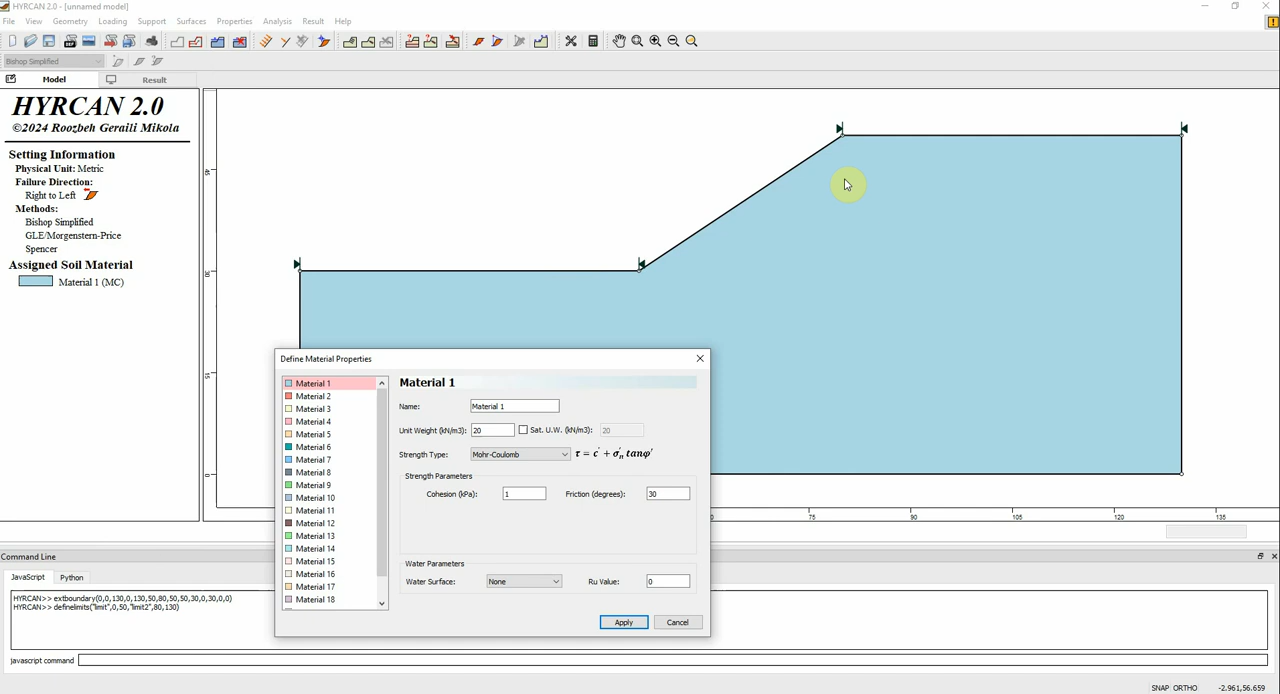 HYRCAN 2.0 - [unnamed model]
File View Geometry Loading Support Surfaces Properties Analysis Result Help
Bishop Simplified
Model Result
HYRCAN 2.0
©2024 Roozbeh Geraili Mikola
Setting Information
Physical Unit: Metric
Failure Direction:
Right to Left
Methods:
Bishop Simplified
GLE/Morgenstern-Price
Spencer
Assigned Soil Material
Material 1 (MC)
45
30
15
0
75 90 105 120 135
Define Material Properties
Material 1
Material 2
Material 3
Material 4
Material 5
Material 6
Material 7
Material 8
Material 9
Material 10
Material 11
Material 12
Material 13
Material 14
Material 15
Material 16
Material 17
Material 18
Material 1
Name: Material 1
Unit Weight (kN/m3): 20 Sat. U.W. (kN/m3): 20
Strength Type: Mohr-Coulomb τ = c' + σ'n tanφ'
Strength Parameters
Cohesion (kPa): 1 Friction (degrees): 30
Water Parameters
Water Surface: None Ru Value: 0
Apply Cancel
Command Line
JavaScript Python
HYRCAN>> extboundary(0,0,130,0,130,50,80,50,50,30,0,30,0,0)
HYRCAN>> definelimits("limit",0,50,"limit2",80,130)
javascript command
SNAP ORTHO -2.961,56.659